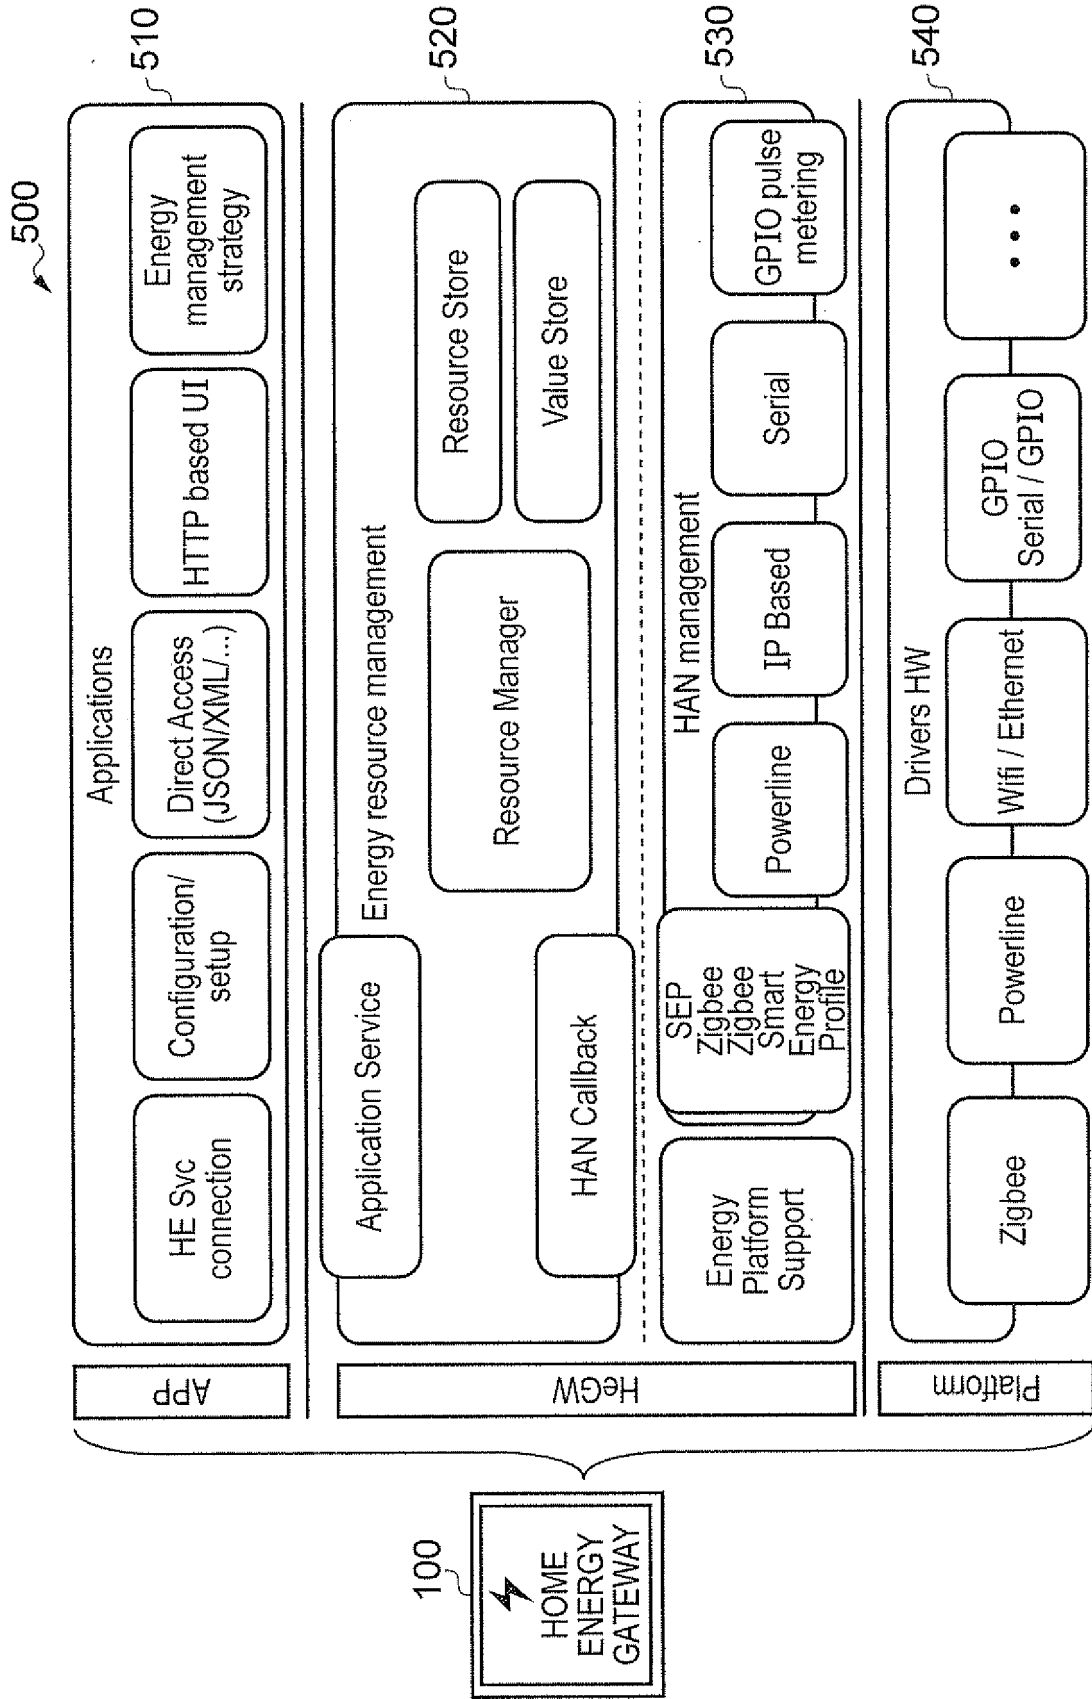 500
100
HOME
ENERGY
GATEWAY
APP
Applications
510
HE Svc
connection
Configuration/
setup
Direct Access
(JSON/XML/...)
HTTP based UI
Energy
management
strategy
HeGW
Energy resource management
520
Application Service
HAN Callback
Resource Manager
Resource Store
Value Store
HAN management
530
Energy
Platform
Support
SEP
Zigbee
Zigbee
Smart
Energy
Profile
Powerline
IP Based
Serial
GPIO pulse
metering
Platform
Drivers HW
540
Zigbee
Powerline
Wifi / Ethernet
GPIO
Serial / GPIO
• • •